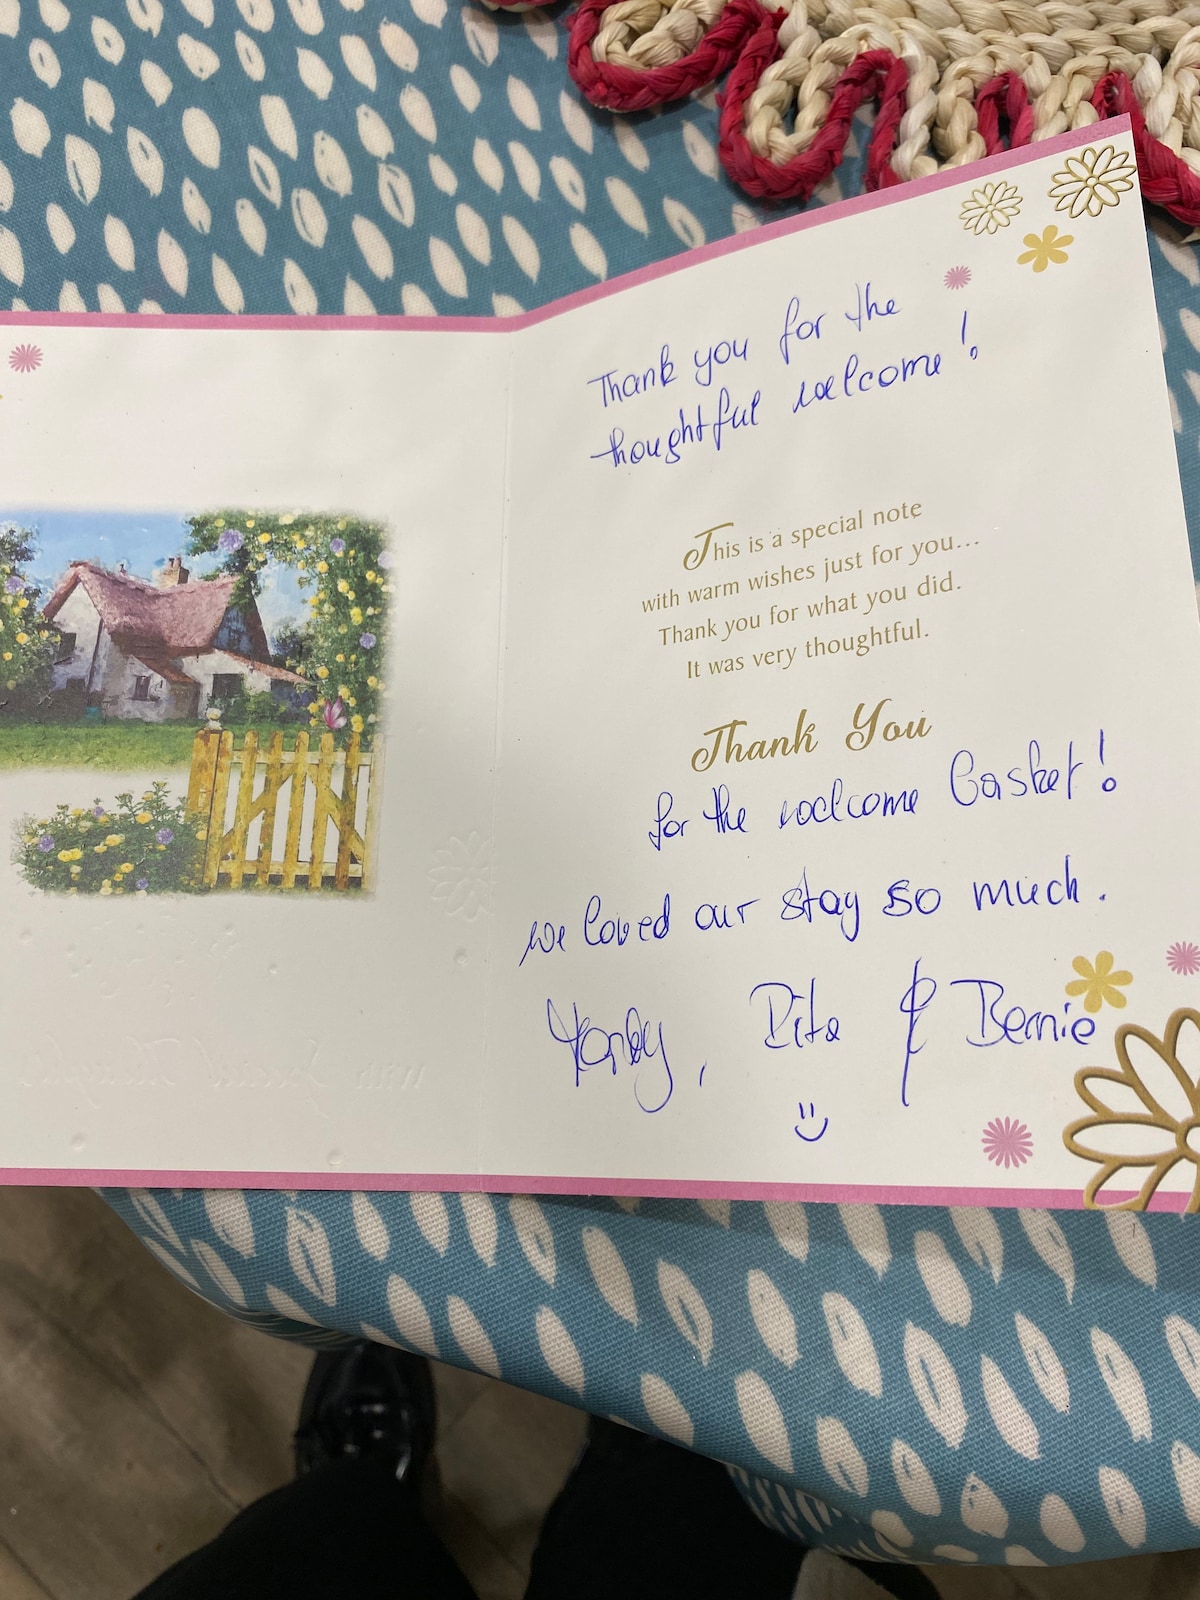 Thank you for the
thoughtful welcome!
This is a special note
with warm wishes just for you...
Thank you for what you did.
It was very thoughtful.
Thank You
for the welcome basket!
we loved our stay so much.
, Rita & Bernie
With